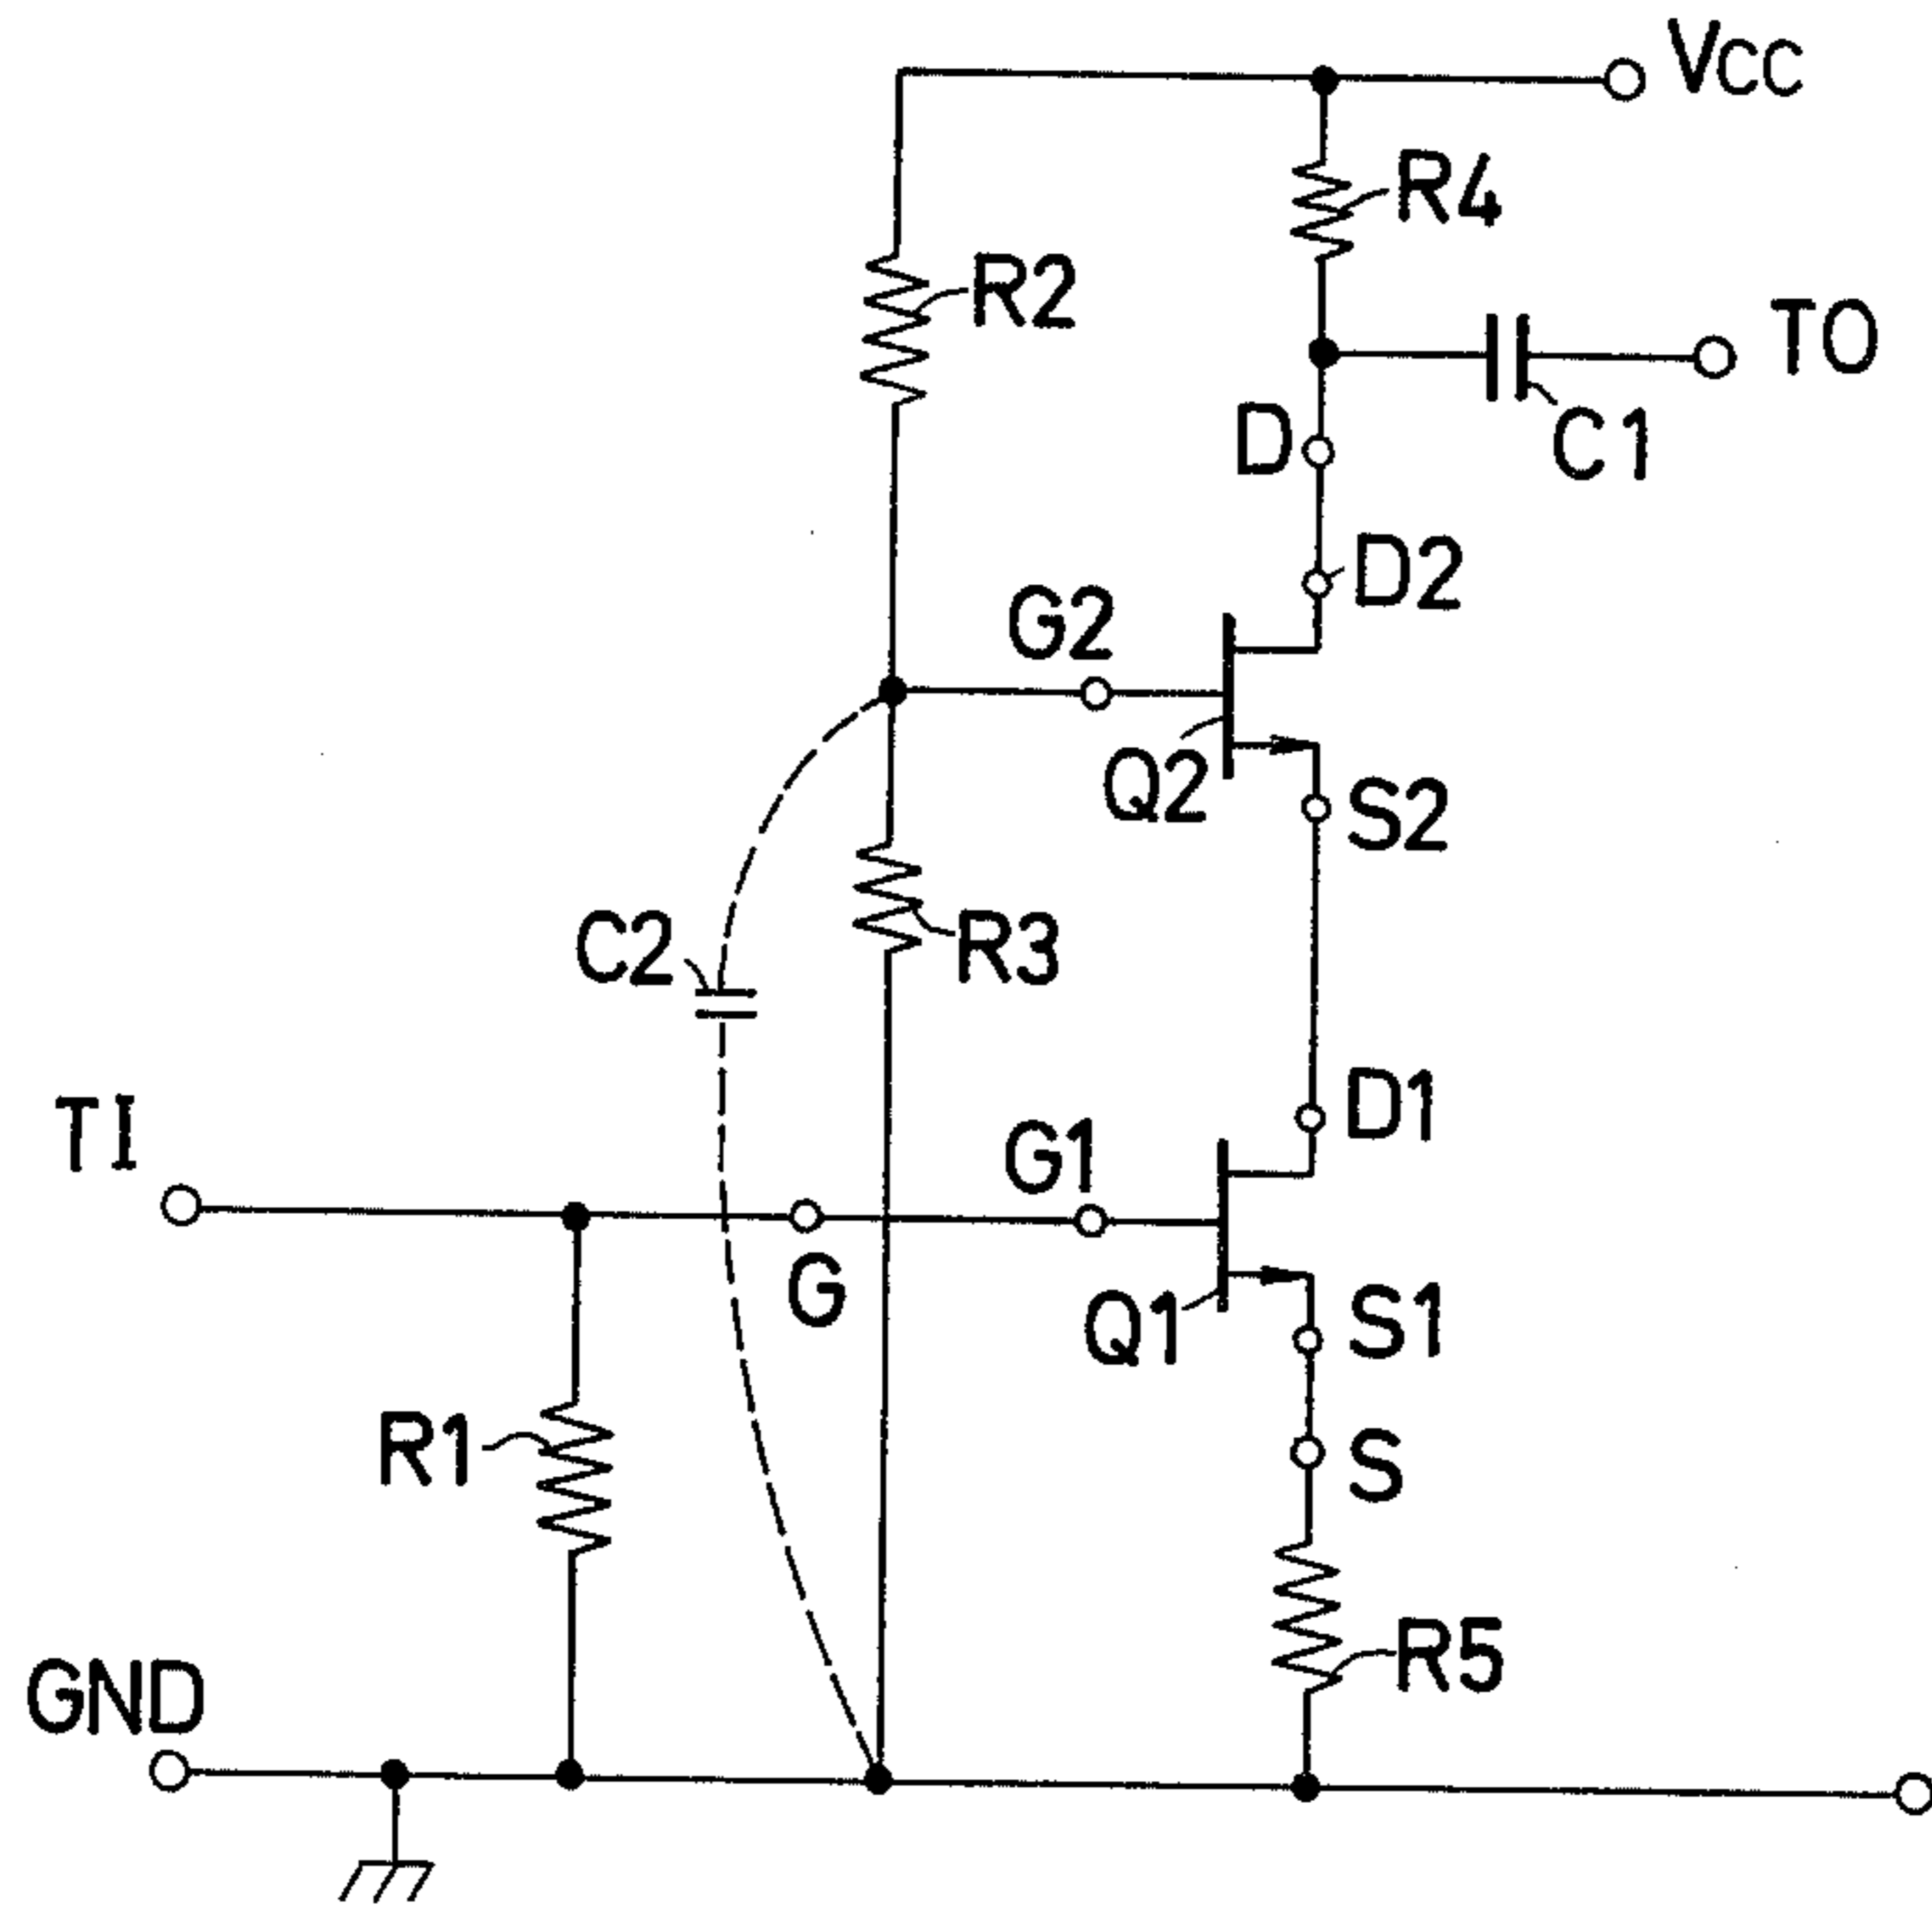 Vcc
R4
R2
TO
D
C1
D2
G2
Q2
S2
C2
R3
D1
TI
G1
G
Q1
S1
R1
S
R5
GND